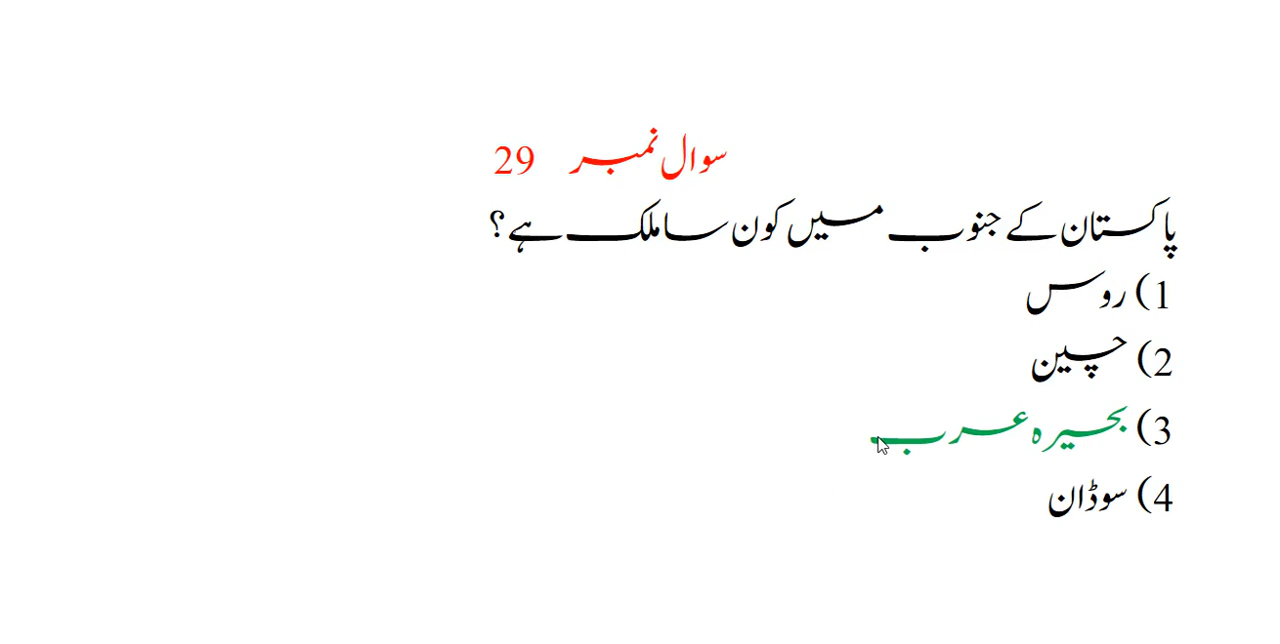 سوال نمبر 29
پاکستان کے جنوب میں کون سا ملک ہے؟
1) روس
2) چین
3) بحیرہ عرب
4) سوڈان